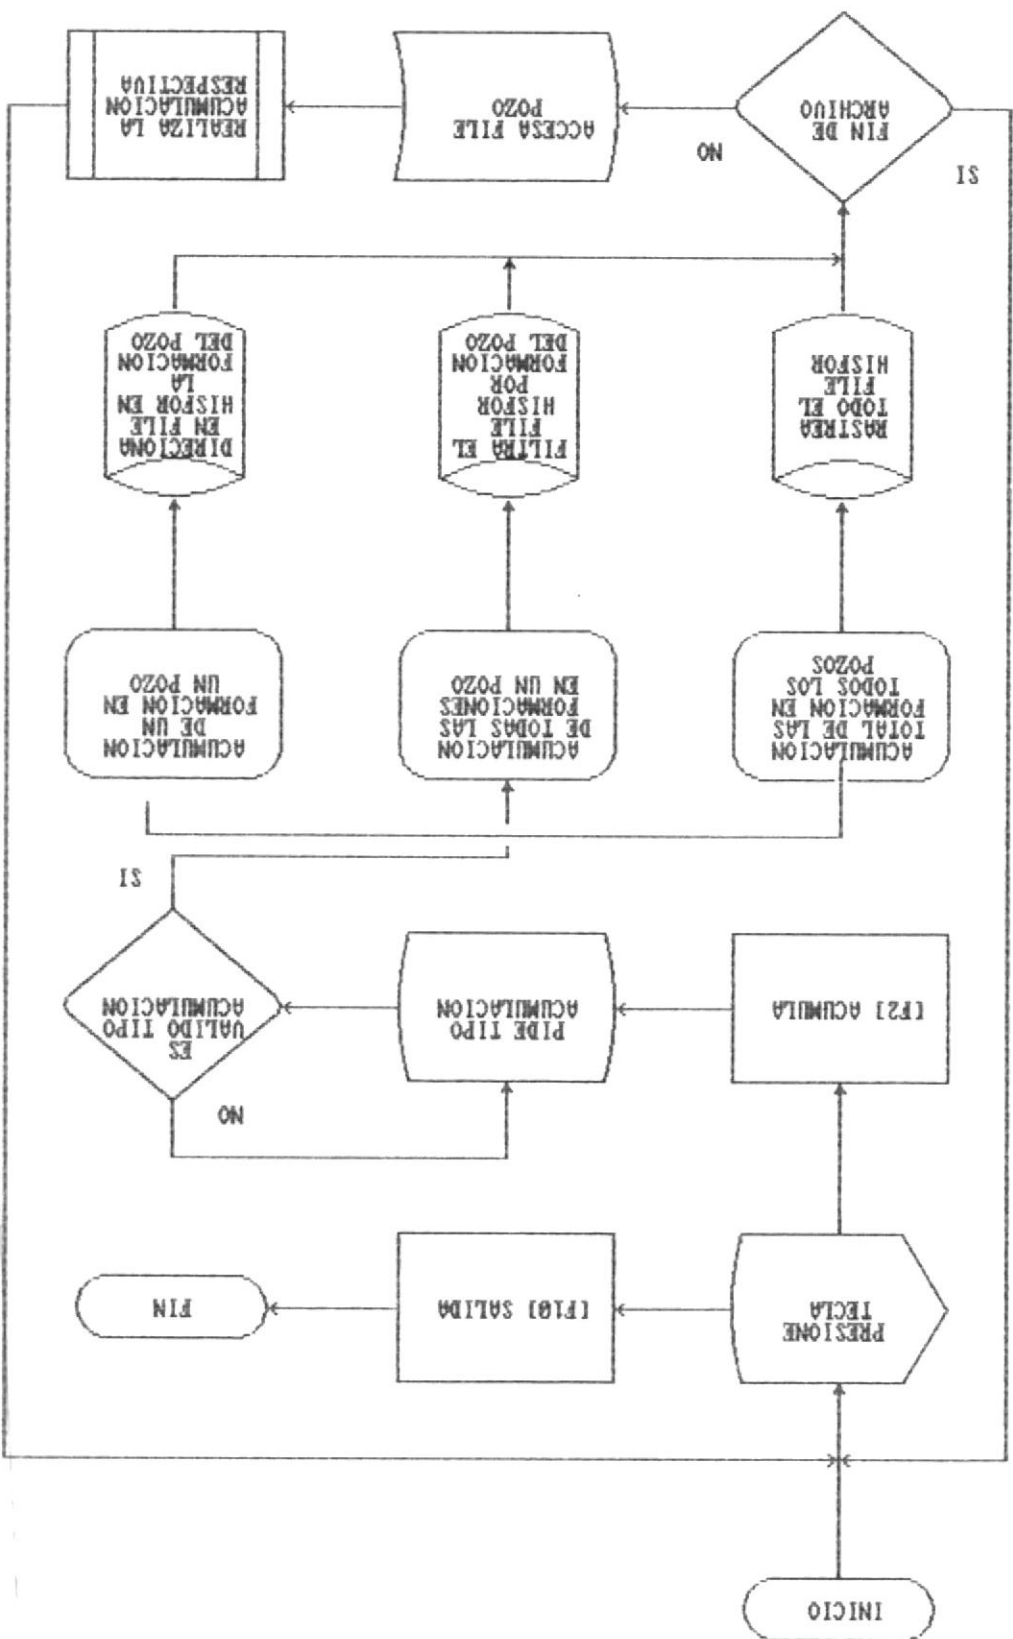 INICIO
PRESIONE
TECLA
[F10] SALIDA
FIN
[F2] ACUMULA
PIDE TIPO
ACUMULACION
ES
VALIDO TIPO
ACUMULACION
NO
SI
ACUMULACION
TOTAL DE LAS
FORMACION EN
TODOS LOS
POZOS
ACUMULACION
DE TODAS LAS
FORMACIONES
EN UN POZO
ACUMULACION
DE UN
FORMACION EN
UN POZO
RASTREA
TODO EL
FILE
HISFOR
FILTRA EL
FILE
HISFOR
POR
FORMACION
DEL POZO
DIRECIONA
EN FILE
HISFOR EN
LA
FORMACION
DEL POZO
FIN DE
ARCHIVO
SI
NO
ACCESA FILE
POZO
REALIZA LA
ACUMULACION
RESPECTIVA